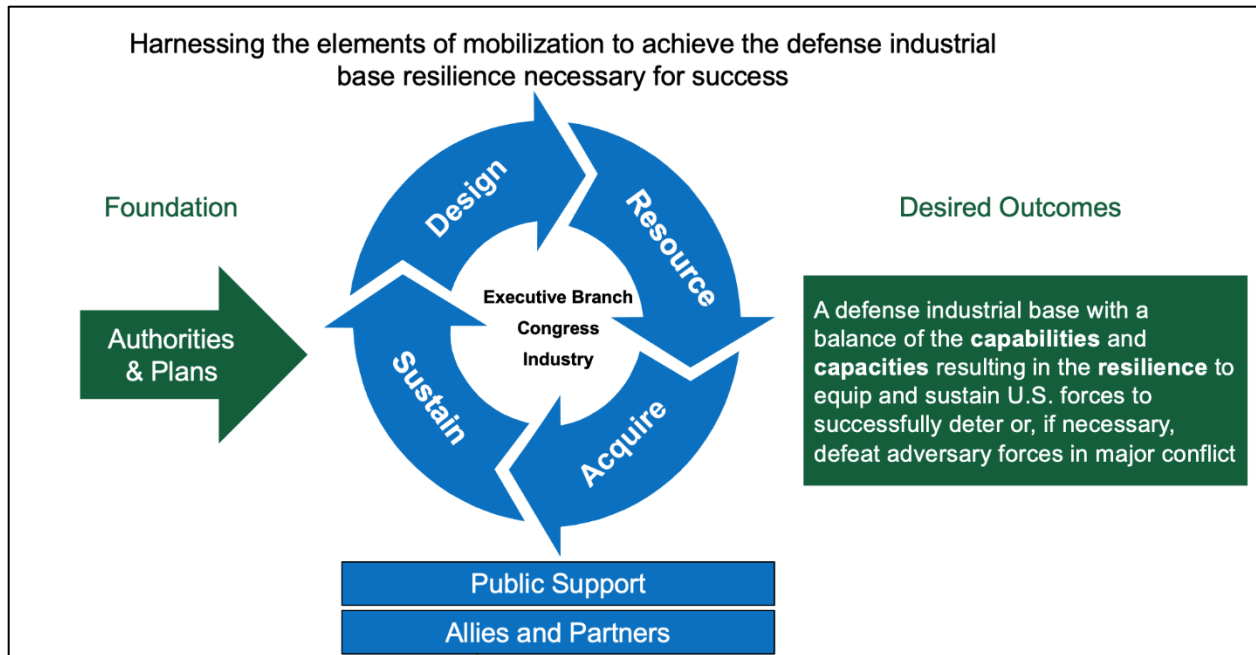 Harnessing the elements of mobilization to achieve the defense industrial
base resilience necessary for success
Foundation
Authorities
& Plans
Design
Resource
Acquire
Sustain
Executive Branch
Congress
Industry
Desired Outcomes
A defense industrial base with a
balance of the capabilities and
capacities resulting in the resilience to
equip and sustain U.S. forces to
successfully deter or, if necessary,
defeat adversary forces in major conflict
Public Support
Allies and Partners